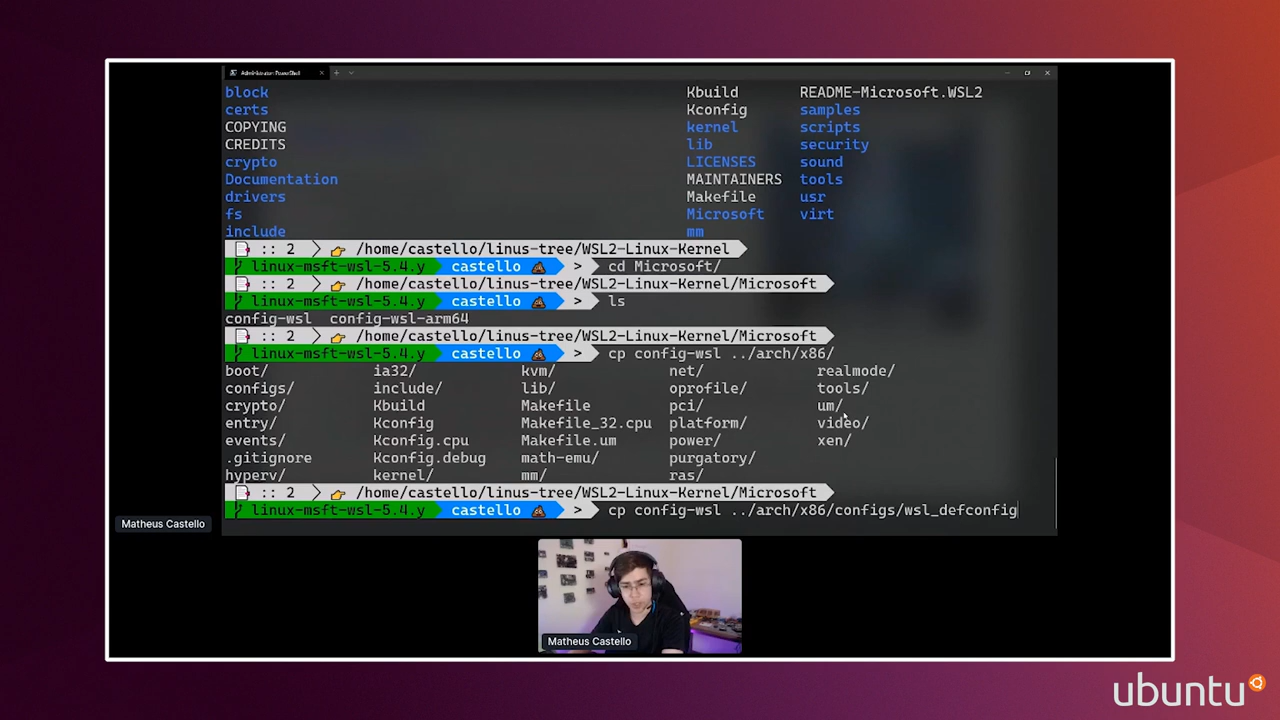 Administrator: PowerShell
block Kbuild README-Microsoft.WSL2
certs Kconfig samples
COPYING kernel scripts
CREDITS lib security
crypto LICENSES sound
Documentation MAINTAINERS tools
drivers Makefile usr
fs Microsoft virt
include mm
:: 2 /home/castello/linus-tree/WSL2-Linux-Kernel
linux-msft-wsl-5.4.y castello > cd Microsoft/
:: 2 /home/castello/linus-tree/WSL2-Linux-Kernel/Microsoft
linux-msft-wsl-5.4.y castello > ls
config-wsl config-wsl-arm64
:: 2 /home/castello/linus-tree/WSL2-Linux-Kernel/Microsoft
linux-msft-wsl-5.4.y castello > cp config-wsl ../arch/x86/
boot/ ia32/ kvm/ net/ realmode/
configs/ include/ lib/ oprofile/ tools/
crypto/ Kbuild Makefile pci/ um/
entry/ Kconfig Makefile_32.cpu platform/ video/
events/ Kconfig.cpu Makefile.um power/ xen/
.gitignore Kconfig.debug math-emu/ purgatory/
hyperv/ kernel/ mm/ ras/
:: 2 /home/castello/linus-tree/WSL2-Linux-Kernel/Microsoft
linux-msft-wsl-5.4.y castello > cp config-wsl ../arch/x86/configs/wsl_defconfig
Matheus Castello
Matheus Castello
ubuntu